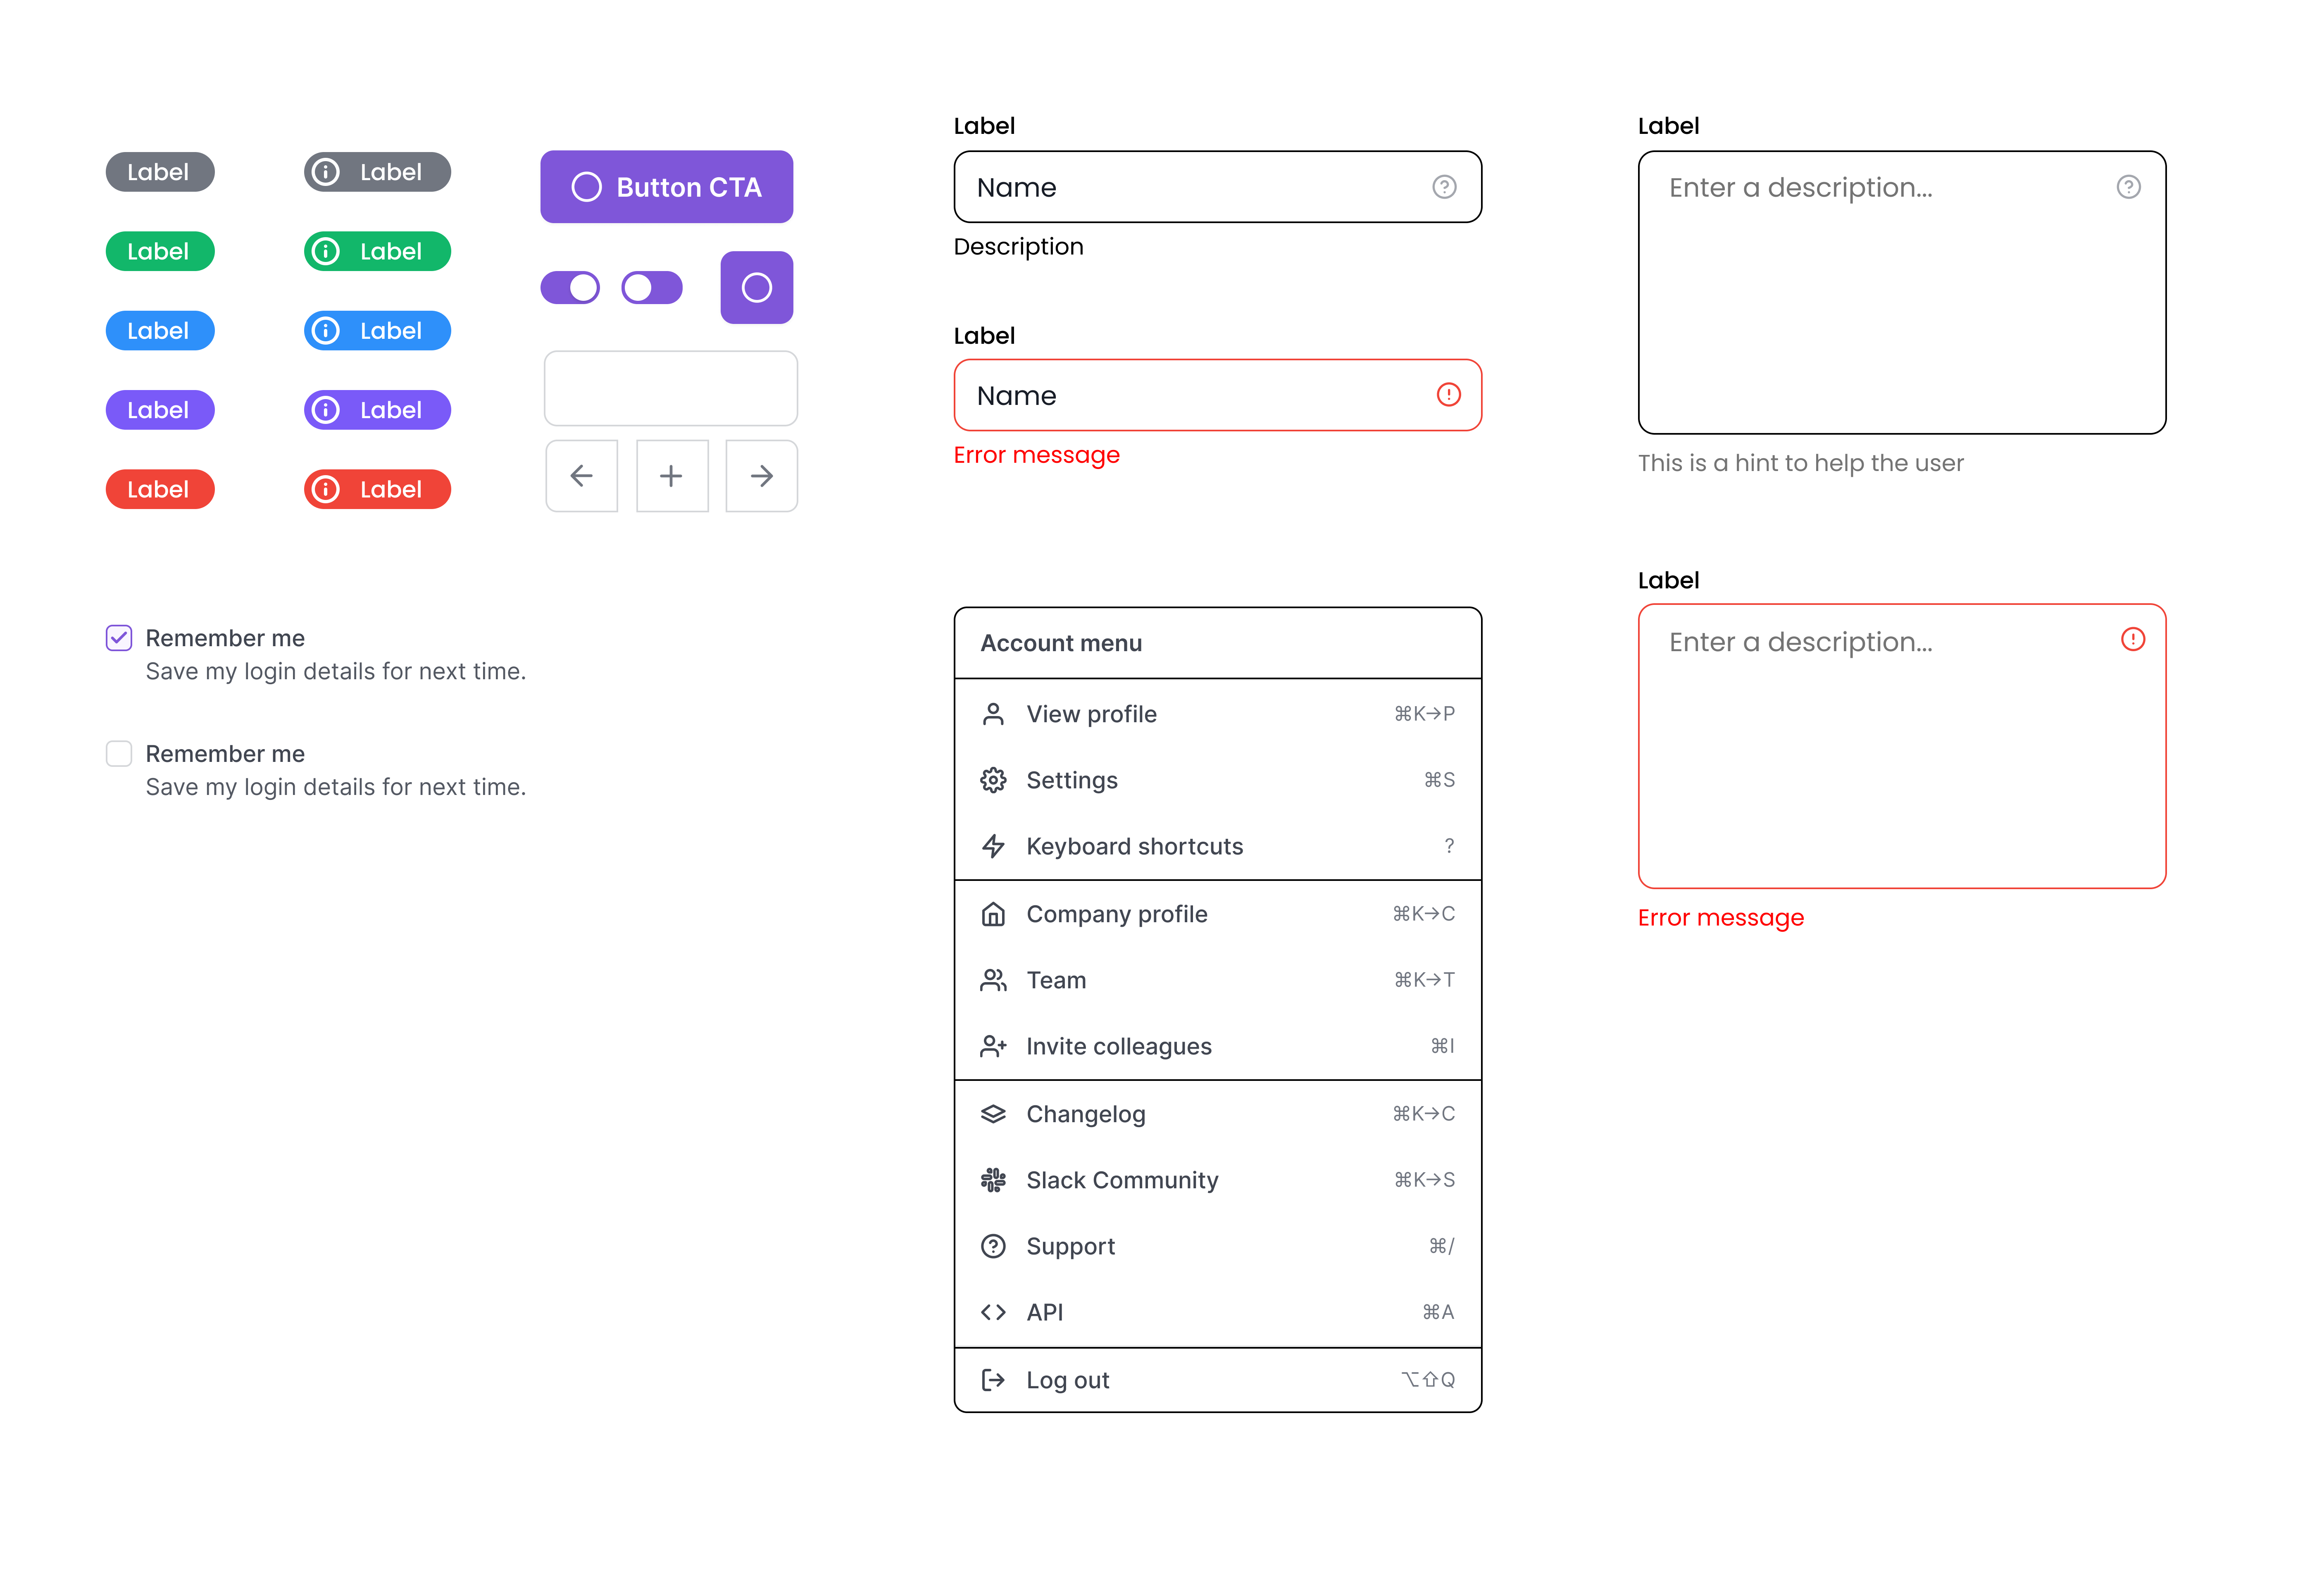 Label
Label
Label
Label
Label
Label
Label
Label
Label
Label
Button CTA
Remember me
Save my login details for next time.
Remember me
Save my login details for next time.
Label
Name
Description
Label
Name
Error message
Account menu
View profile ⌘K→P
Settings ⌘S
Keyboard shortcuts ?
Company profile ⌘K→C
Team ⌘K→T
Invite colleagues ⌘I
Changelog ⌘K→C
Slack Community ⌘K→S
Support ⌘/
API ⌘A
Log out ⌥⇧Q
Label
Enter a description...
This is a hint to help the user
Label
Enter a description...
Error message